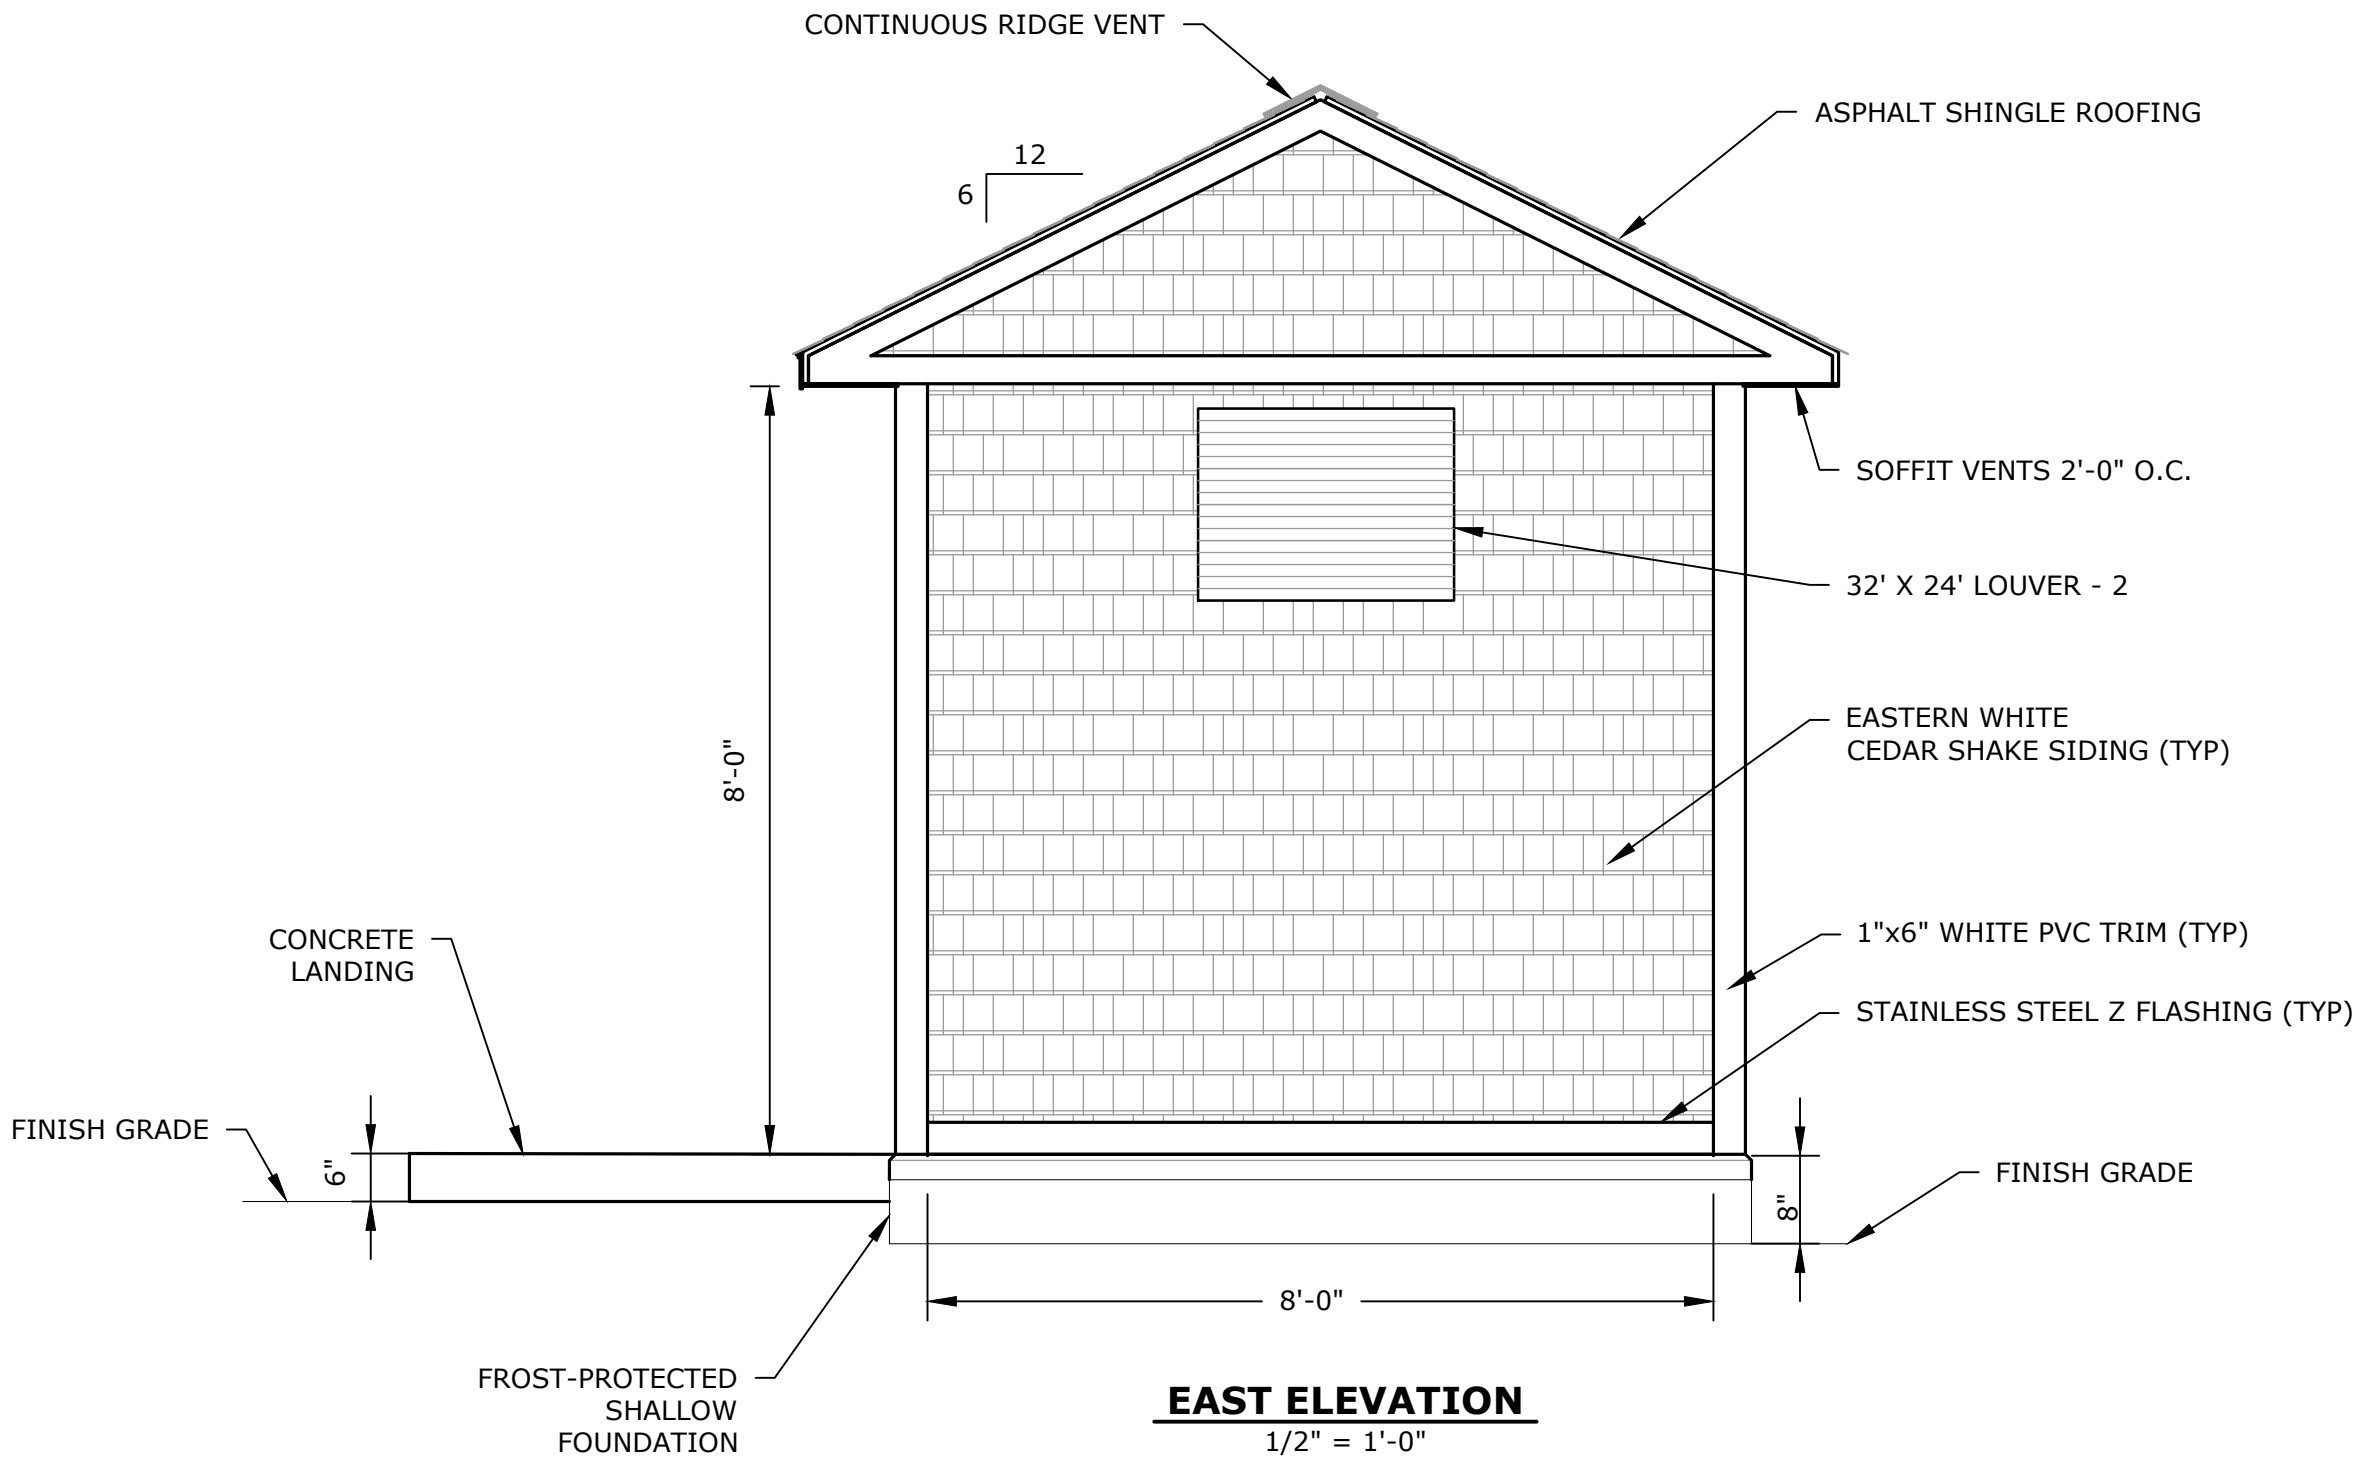 CONTINUOUS RIDGE VENT
ASPHALT SHINGLE ROOFING
12
6
SOFFIT VENTS 2'-0" O.C.
32' X 24' LOUVER - 2
EASTERN WHITE
CEDAR SHAKE SIDING (TYP)
8'-0"
1"x6" WHITE PVC TRIM (TYP)
CONCRETE
LANDING
STAINLESS STEEL Z FLASHING (TYP)
FINISH GRADE
6"
FINISH GRADE
8"
8'-0"
FROST-PROTECTED
SHALLOW
FOUNDATION
EAST ELEVATION
1/2" = 1'-0"